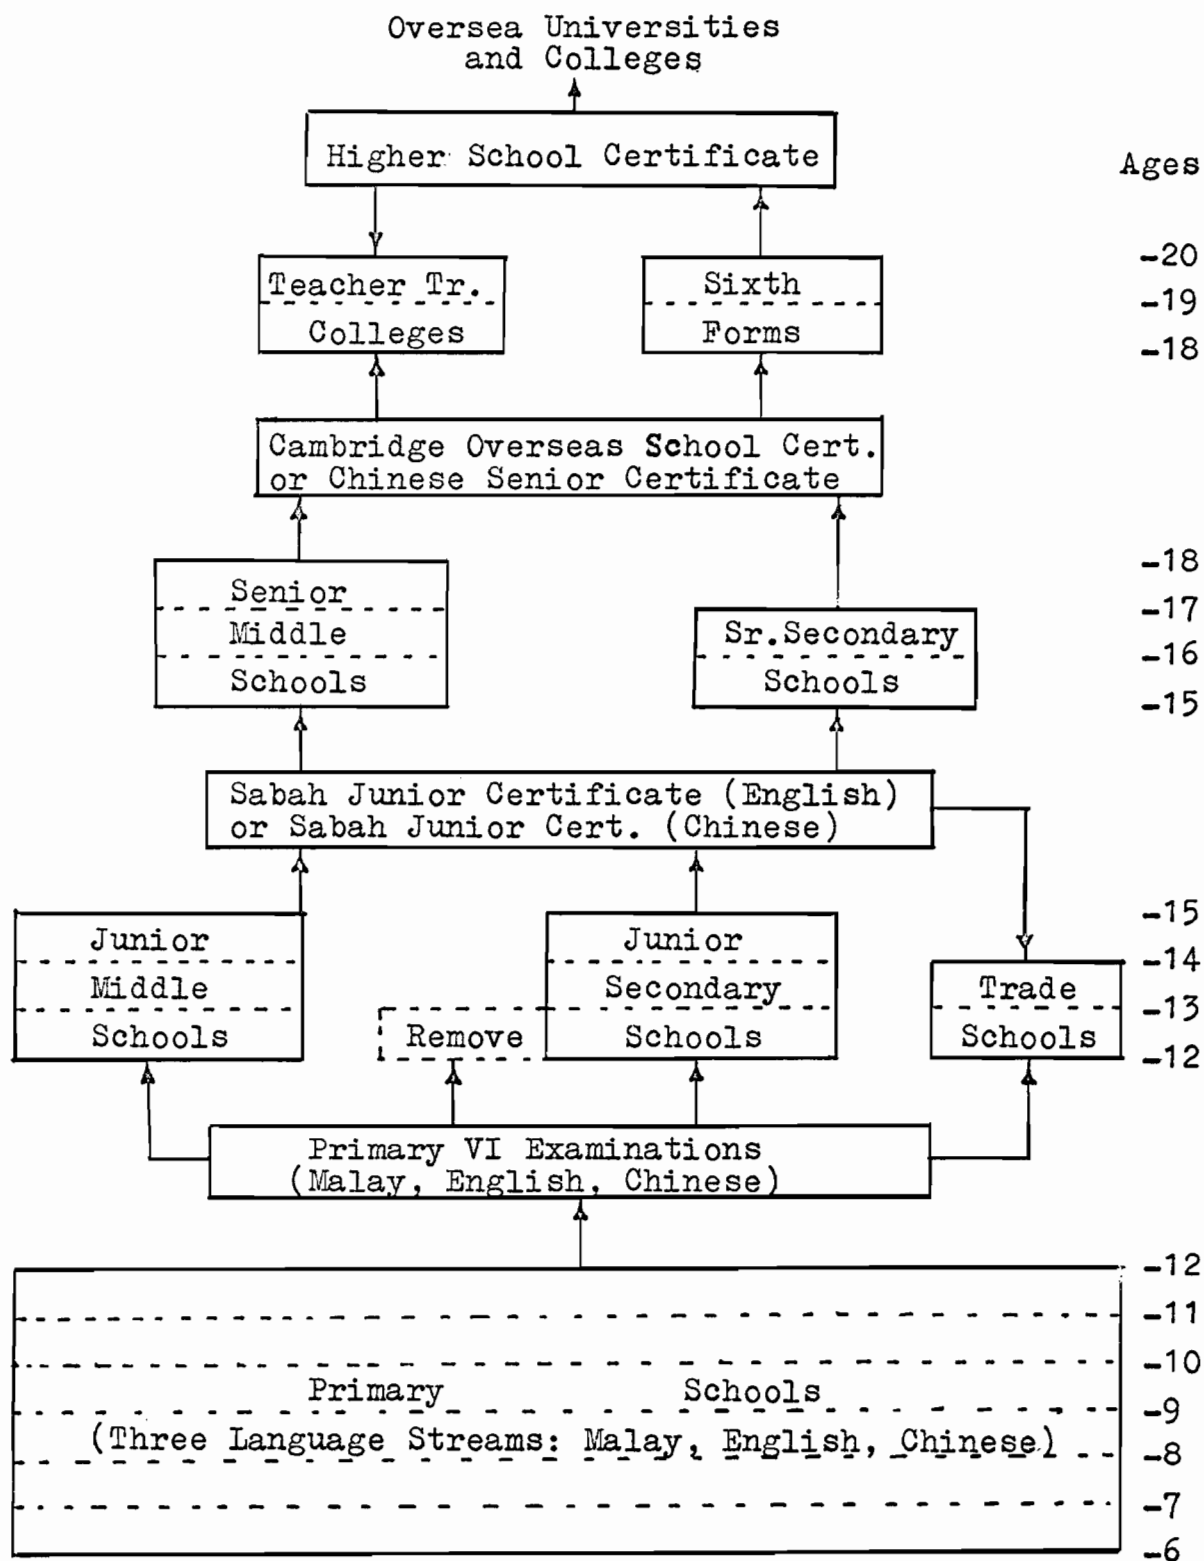 Oversea Universities
and Colleges
Higher School Certificate
Ages
-20
Teacher Tr.
Sixth
-19
Colleges
Forms
-18
Cambridge Overseas School Cert.
or Chinese Senior Certificate
-18
Senior
-17
Middle
Sr.Secondary
-16
Schools
Schools
-15
Sabah Junior Certificate (English)
or Sabah Junior Cert. (Chinese)
-15
Junior
Junior
-14
Middle
Secondary
Trade
-13
Schools
Remove
Schools
Schools
-12
Primary VI Examinations
(Malay, English, Chinese)
-12
-11
-10
Primary Schools
-9
(Three Language Streams: Malay, English, Chinese)
-8
-7
-6